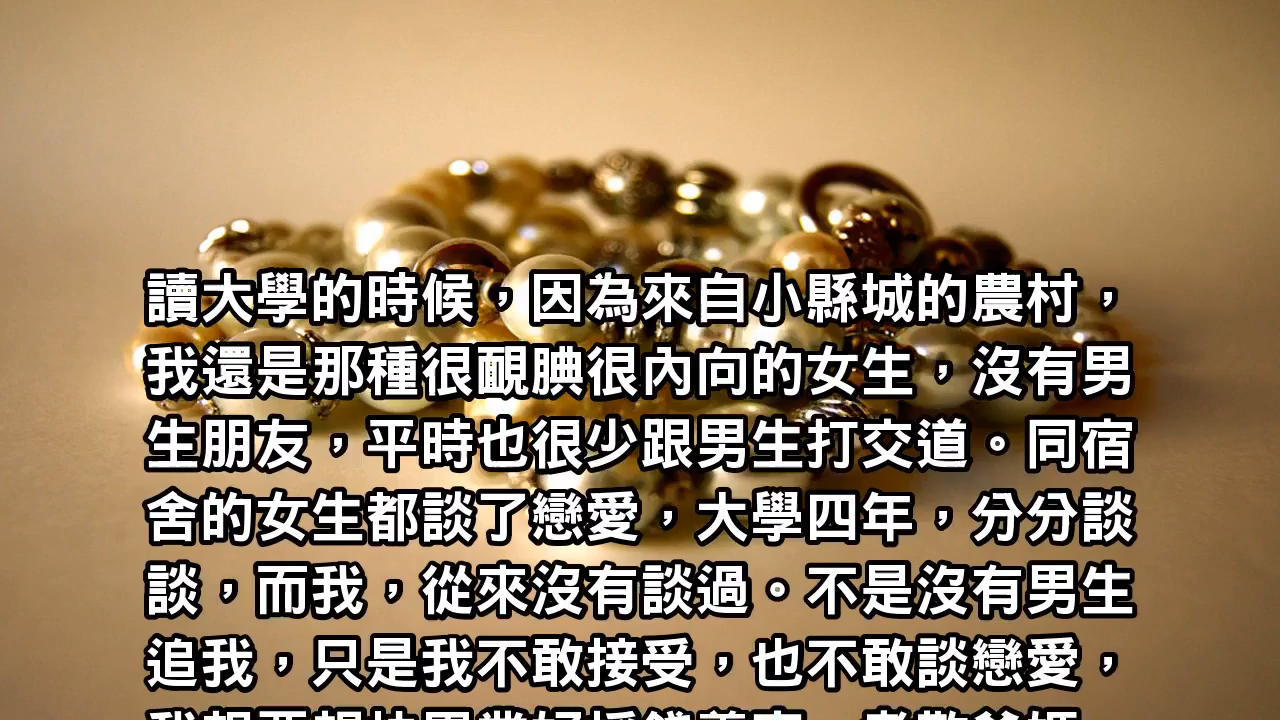 讀大學的時候，因為來自小縣城的農村，
我還是那種很靦腆很內向的女生，沒有男
生朋友，平時也很少跟男生打交道。同宿
舍的女生都談了戀愛，大學四年，分分談
談，而我，從來沒有談過。不是沒有男生
追我，只是我不敢接受，也不敢談戀愛，